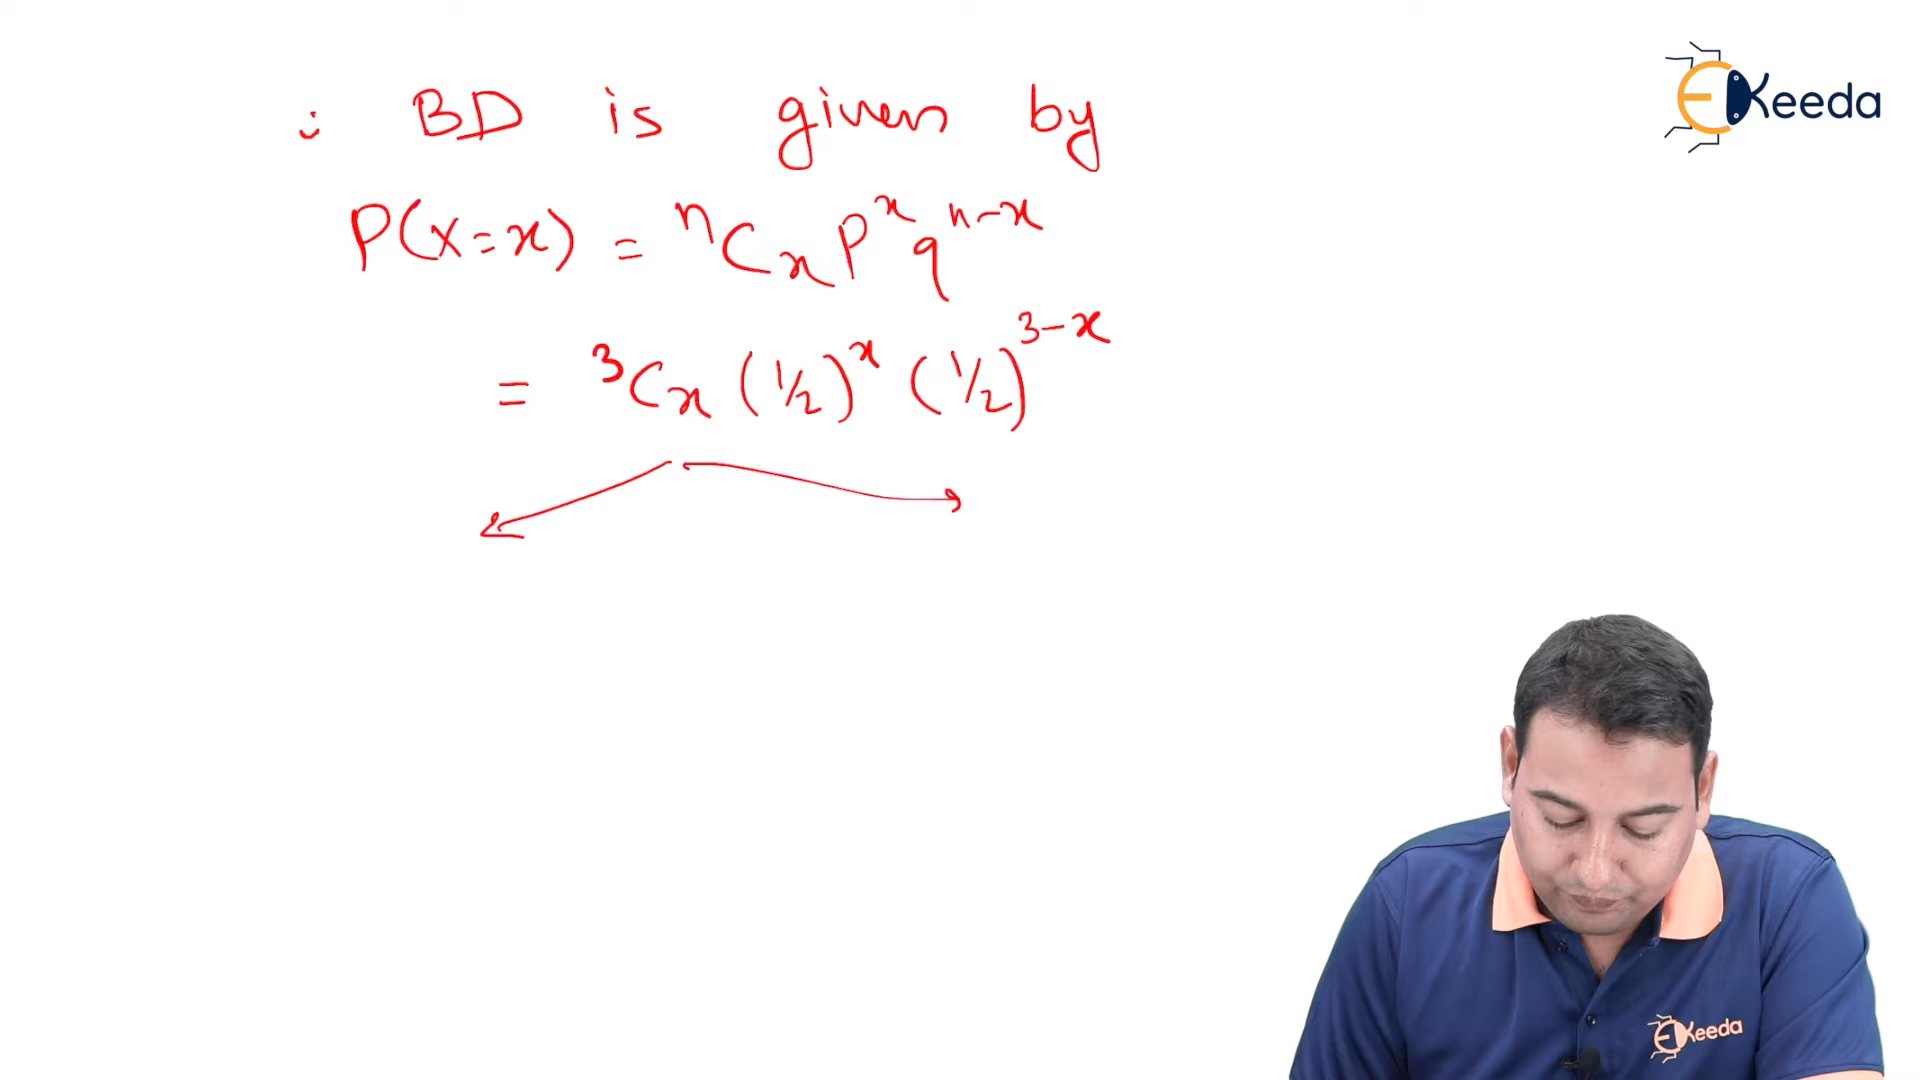 ∴ BD is given by
EKeeda
P(X=x) = ⁿCₓ pˣ qⁿ⁻ˣ
= ³Cₓ (1/2)ˣ (1/2)³⁻ˣ
EKeeda